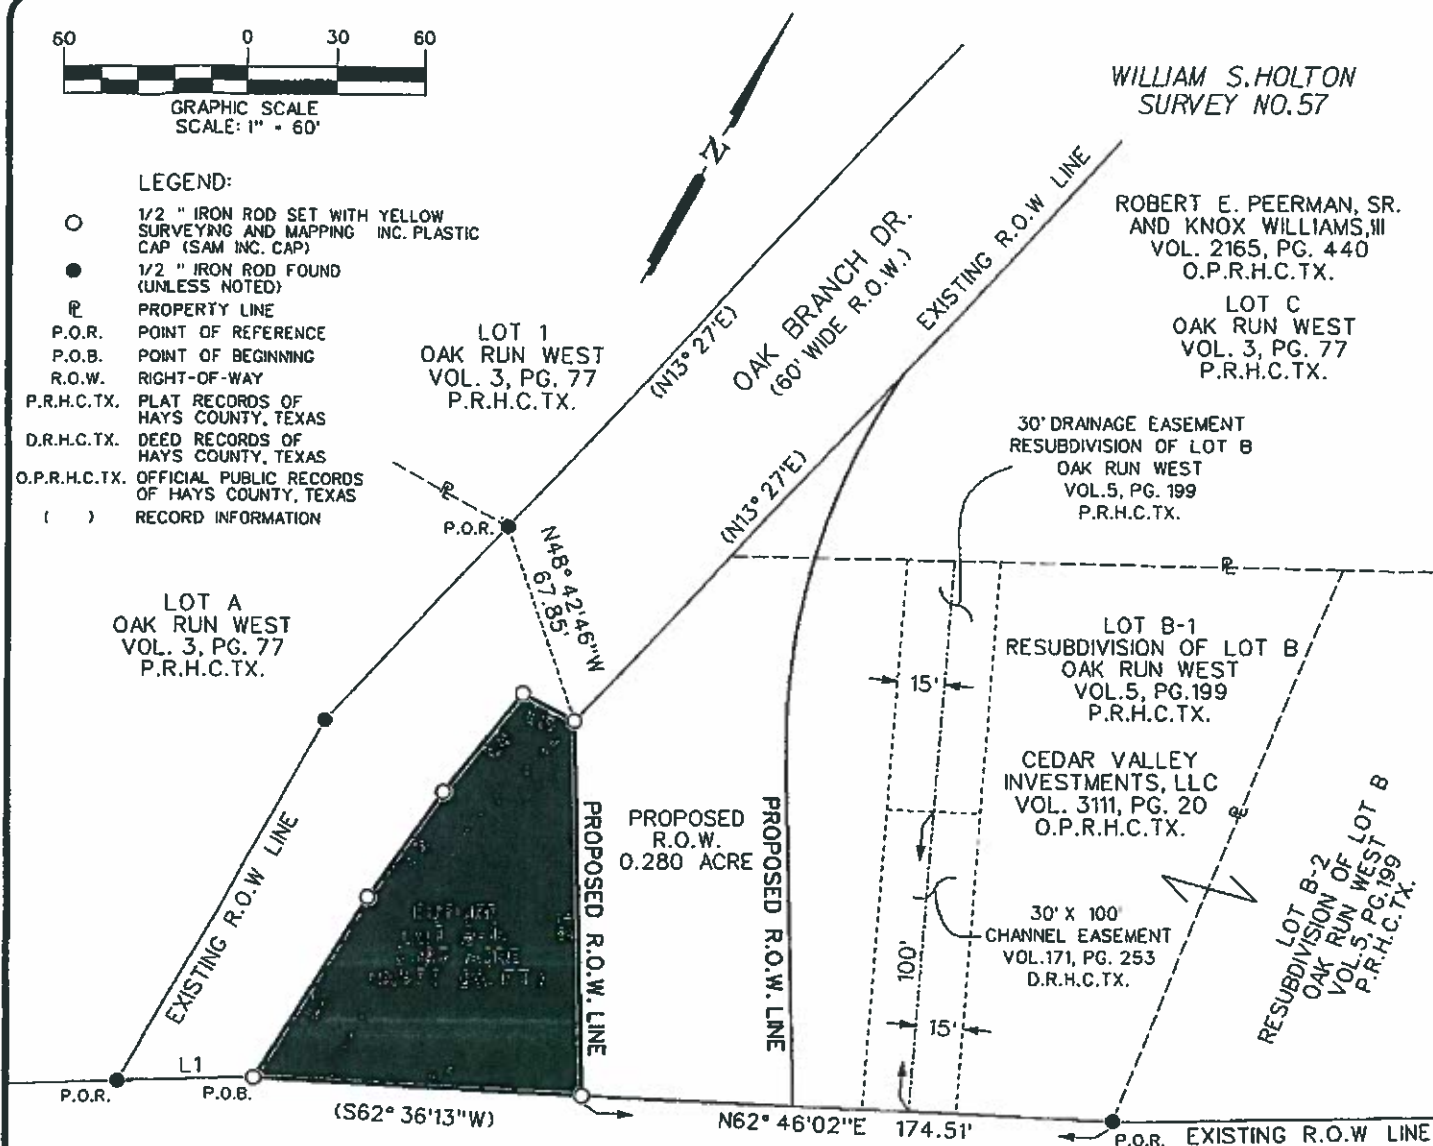 60 0 30 60
GRAPHIC SCALE
SCALE: 1" = 60'
WILLIAM S. HOLTON
SURVEY NO. 57
N
LEGEND:
1/2 " IRON ROD SET WITH YELLOW
SURVEYING AND MAPPING INC. PLASTIC
CAP (SAM INC. CAP)
1/2 " IRON ROD FOUND
(UNLESS NOTED)
PL PROPERTY LINE
P.O.R. POINT OF REFERENCE
P.O.B. POINT OF BEGINNING
R.O.W. RIGHT-OF-WAY
P.R.H.C.TX. PLAT RECORDS OF
HAYS COUNTY, TEXAS
D.R.H.C.TX. DEED RECORDS OF
HAYS COUNTY, TEXAS
O.P.R.H.C.TX. OFFICIAL PUBLIC RECORDS
OF HAYS COUNTY, TEXAS
( ) RECORD INFORMATION
LOT 1
OAK RUN WEST
VOL. 3, PG. 77
P.R.H.C.TX.
(N13° 27'E)
OAK BRANCH DR.
(60' WIDE R.O.W.)
EXISTING R.O.W LINE
ROBERT E. PEERMAN, SR.
AND KNOX WILLIAMS, III
VOL. 2165, PG. 440
O.P.R.H.C.TX.
LOT C
OAK RUN WEST
VOL. 3, PG. 77
P.R.H.C.TX.
30' DRAINAGE EASEMENT
RESUBDIVISION OF LOT B
OAK RUN WEST
VOL.5, PG. 199
P.R.H.C.TX.
(N13° 27'E)
PL
P.O.R.
N48° 42'46"W
67.85'
PL
LOT A
OAK RUN WEST
VOL. 3, PG. 77
P.R.H.C.TX.
LOT B-1
RESUBDIVISION OF LOT B
OAK RUN WEST
VOL.5, PG.199
P.R.H.C.TX.
15'
CEDAR VALLEY
INVESTMENTS, LLC
VOL. 3111, PG. 20
O.P.R.H.C.TX.
PL
PROPOSED
R.O.W.
0.280 ACRE
PROPOSED R.O.W. LINE
PROPOSED R.O.W. LINE
EXISTING R.O.W LINE
30' X 100'
CHANNEL EASEMENT
VOL.171, PG. 253
D.R.H.C.TX.
100'
15'
LOT B-2
RESUBDIVISION OF LOT B
OAK RUN WEST
VOL.5, PG.199
P.R.H.C.TX.
L1
P.O.R.
P.O.B.
(S62° 36'13"W)
N62° 46'02"E 174.51'
P.O.R. EXISTING R.O.W LINE